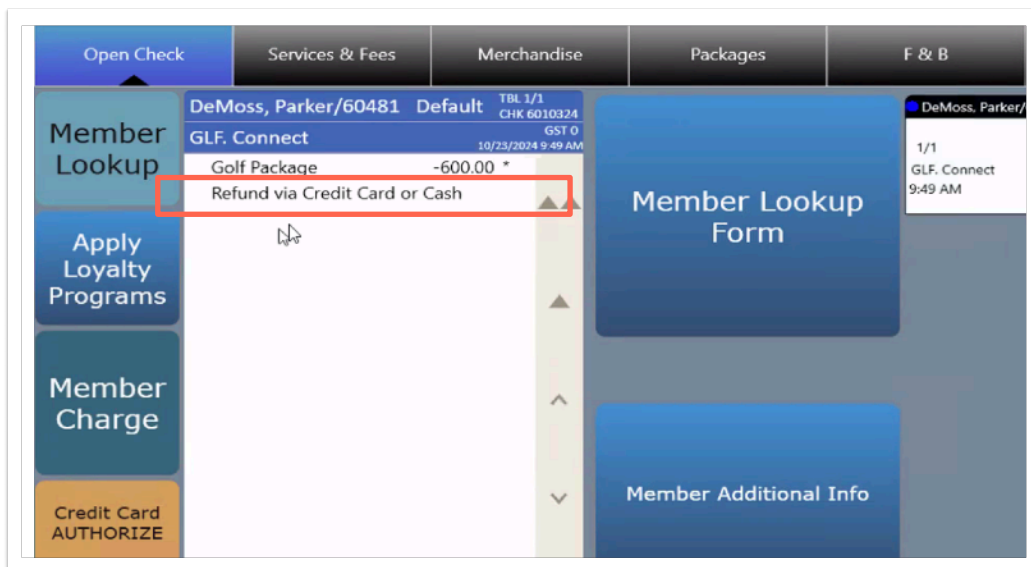 Open Check
Services & Fees
Merchandise
Packages
F & B
Member
Lookup
Apply
Loyalty
Programs
Member
Charge
Credit Card
AUTHORIZE
DeMoss, Parker/60481 Default TBL 1/1
CHK 6010324
GLF. Connect GST 0
10/23/2024 9:49 AM
Golf Package -600.00 *
Refund via Credit Card or Cash
Member Lookup
Form
Member Additional Info
DeMoss, Parker/
1/1
GLF. Connect
9:49 AM